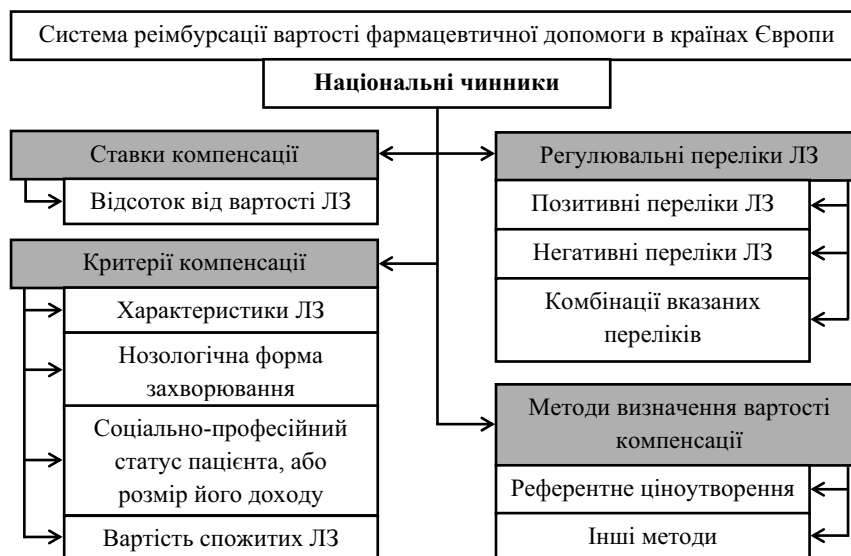 Система реімбурсації вартості фармацевтичної допомоги в країнах Європи
Національні чинники
Ставки компенсації
Відсоток від вартості ЛЗ
Критерії компенсації
Характеристики ЛЗ
Нозологічна форма
захворювання
Соціально-професійний
статус пацієнта, або
розмір його доходу
Вартість спожитих ЛЗ
Регулювальні переліки ЛЗ
Позитивні переліки ЛЗ
Негативні переліки ЛЗ
Комбінації вказаних
переліків
Методи визначення вартості
компенсації
Референтне ціноутворення
Інші методи